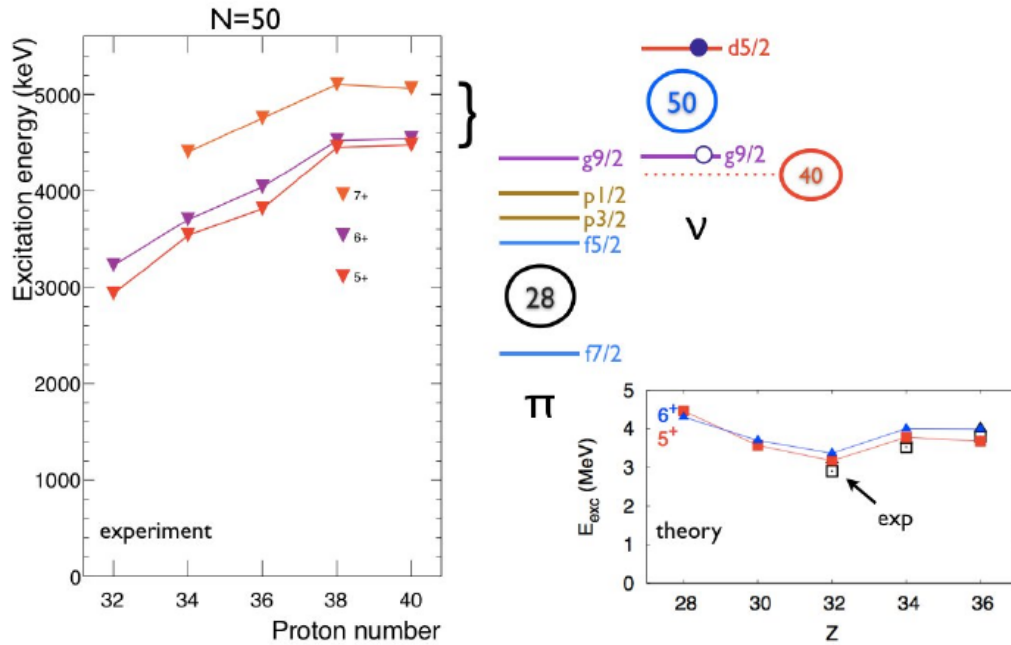 N=50
Excitation energy (keV)
5000
4000
3000
2000
1000
0
7+
6+
5+
experiment
32 34 36 38 40
Proton number
}
d5/2
50
g9/2
g9/2
40
p1/2
p3/2
f5/2
ν
28
f7/2
π
E_exc (MeV)
5
4
3
2
1
0
6⁺
5⁺
exp
theory
28 30 32 34 36
Z